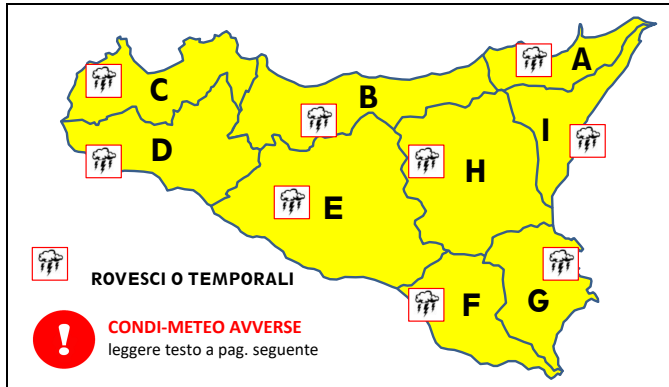 A
C
B
I
D
H
E
F
G
ROVESCI O TEMPORALI
!
CONDI-METEO AVVERSE
leggere testo a pag. seguente